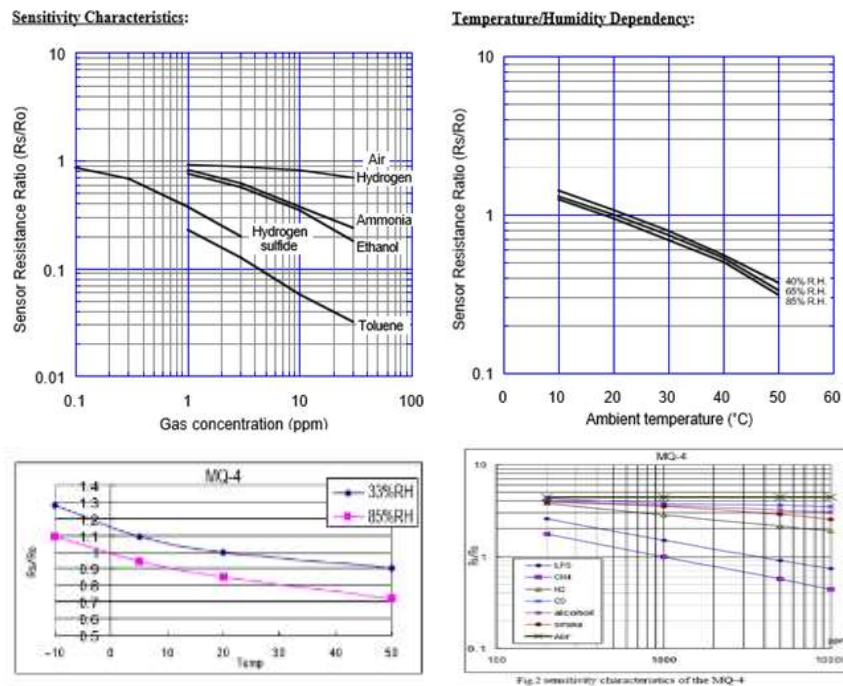 Sensitivity Characteristics:
Sensor Resistance Ratio (Rs/Ro)
10
1
0.1
0.01
0.1 1 10 100
Gas concentration (ppm)
Air
Hydrogen
Ammonia
Hydrogen
sulfide
Ethanol
Toluene
Temperature/Humidity Dependency:
Sensor Resistance Ratio (Rs/Ro)
10
1
0.1
0 10 20 30 40 50 60
Ambient temperature (°C)
40% R.H.
65% R.H.
85% R.H.
MQ-4
Rs/Ro
1.4
1.3
1.2
1.1
1
0.9
0.8
0.7
0.6
0.5
-10 0 10 20 30 40 50
Temp
33%RH
85%RH
MQ-4
10
1
0.1
100 1000 10000
ppm
LPG
CH4
H2
CO
alcohol
smoke
Air
Fig.2 sensitivity characteristics of the MQ-4